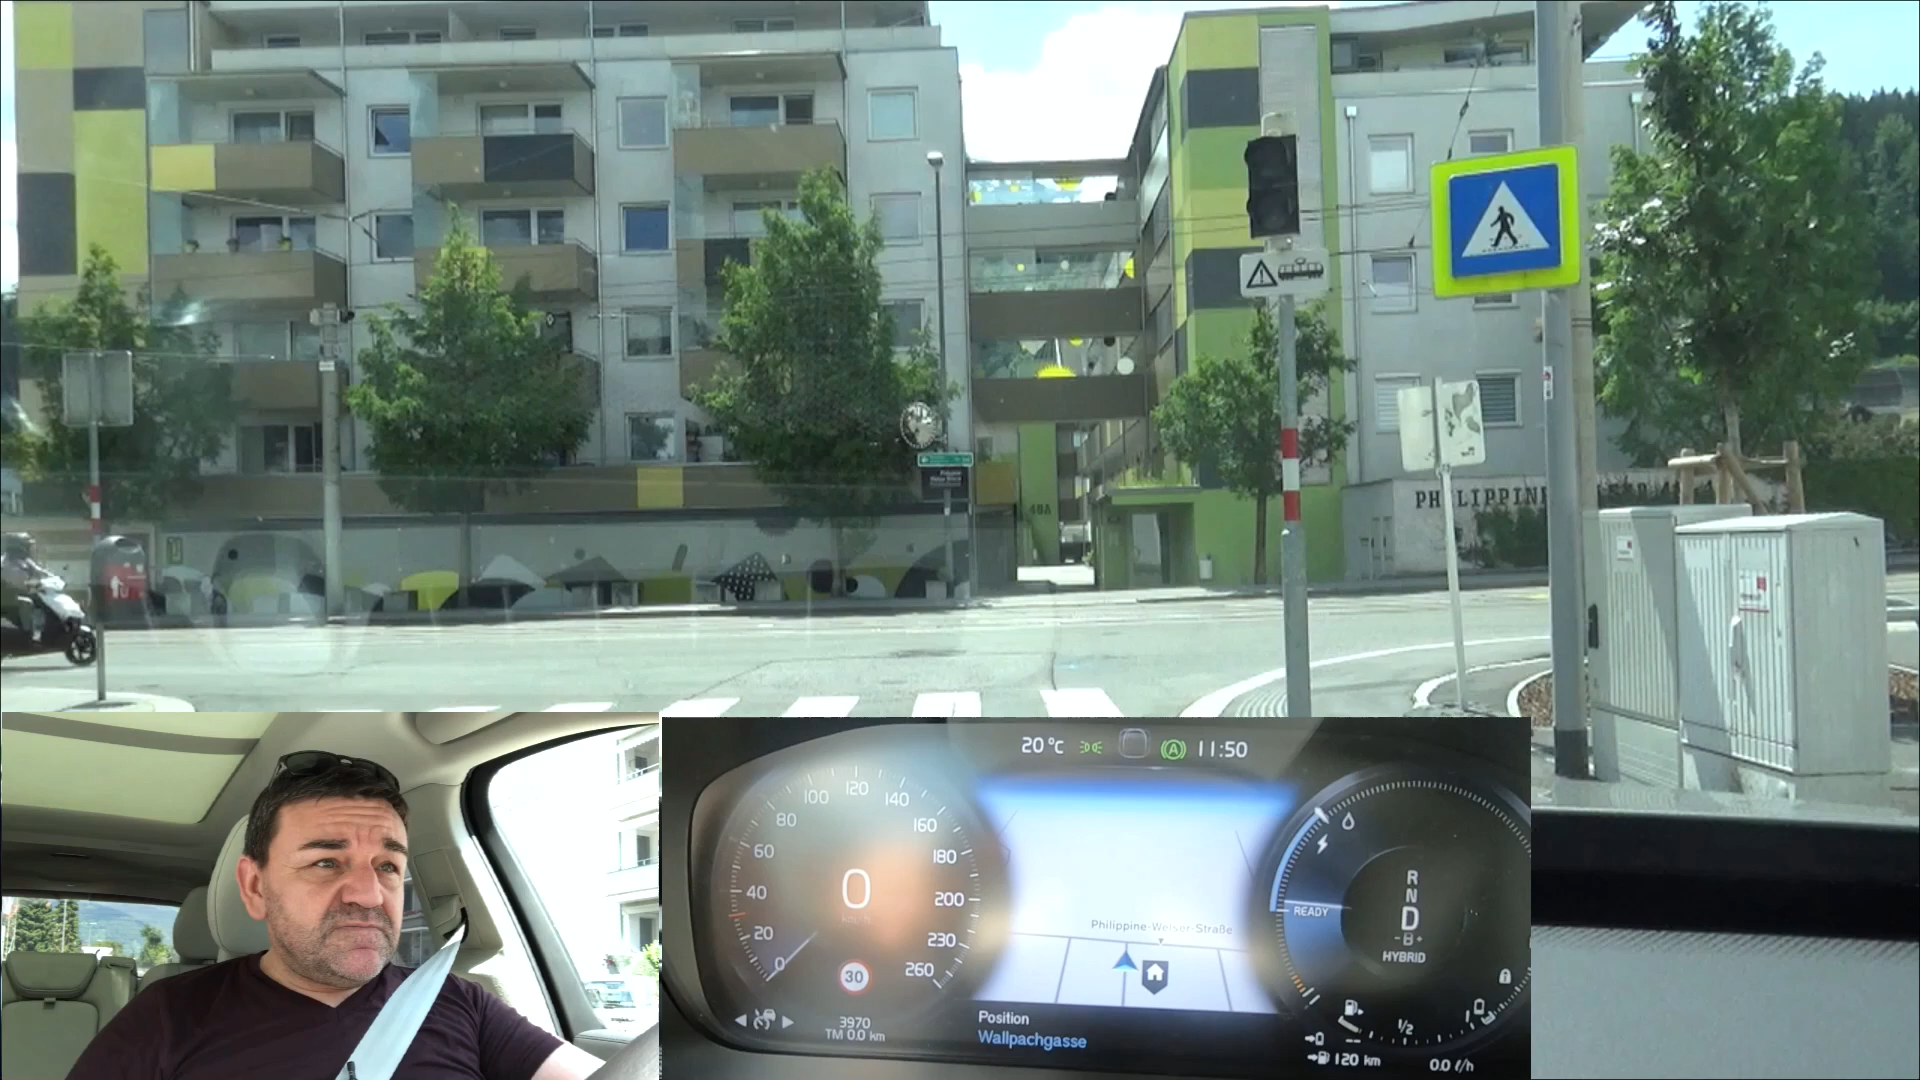 48A
PHILIPPINE
20 °C
A
11:50
0
20
40
60
80
100
120
140
160
180
200
230
260
0
km/h
30
3970
TM 0.0 km
Philippine-Welser-Straße
Position
Wallpachgasse
READY
R
N
D
-B+
HYBRID
1/2
120 km
0.0 ℓ/h